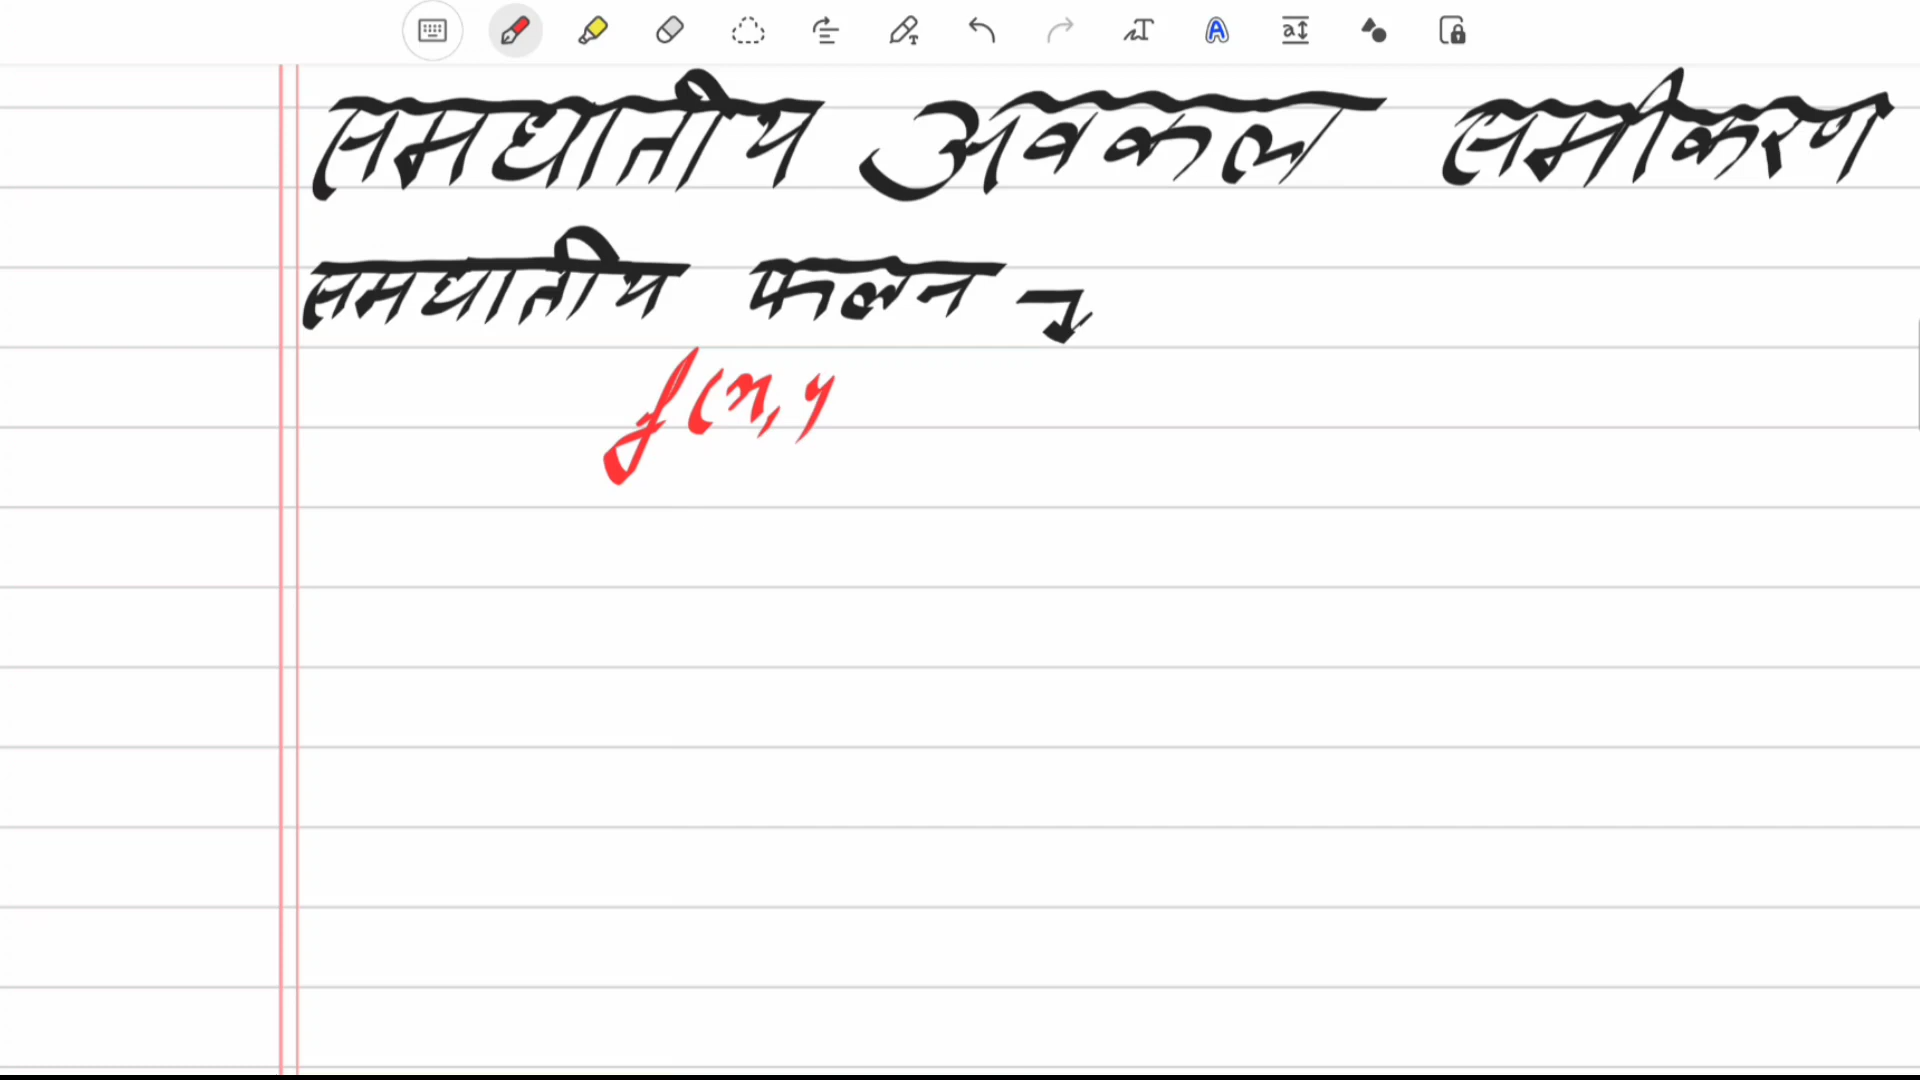 समघातीय अवकल समीकरण
समघातीय फलन →
f(x, y